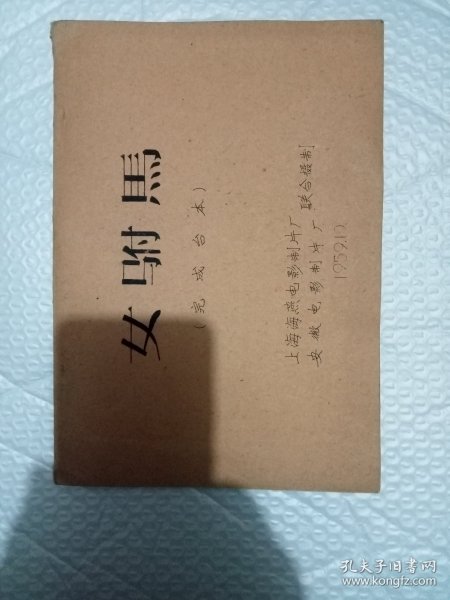 女駙馬
(完成台本)
上海海燕电影制片厂
安徽电影制片厂 联合摄制
1959.12
孔夫子旧书网
www.kongfz.com